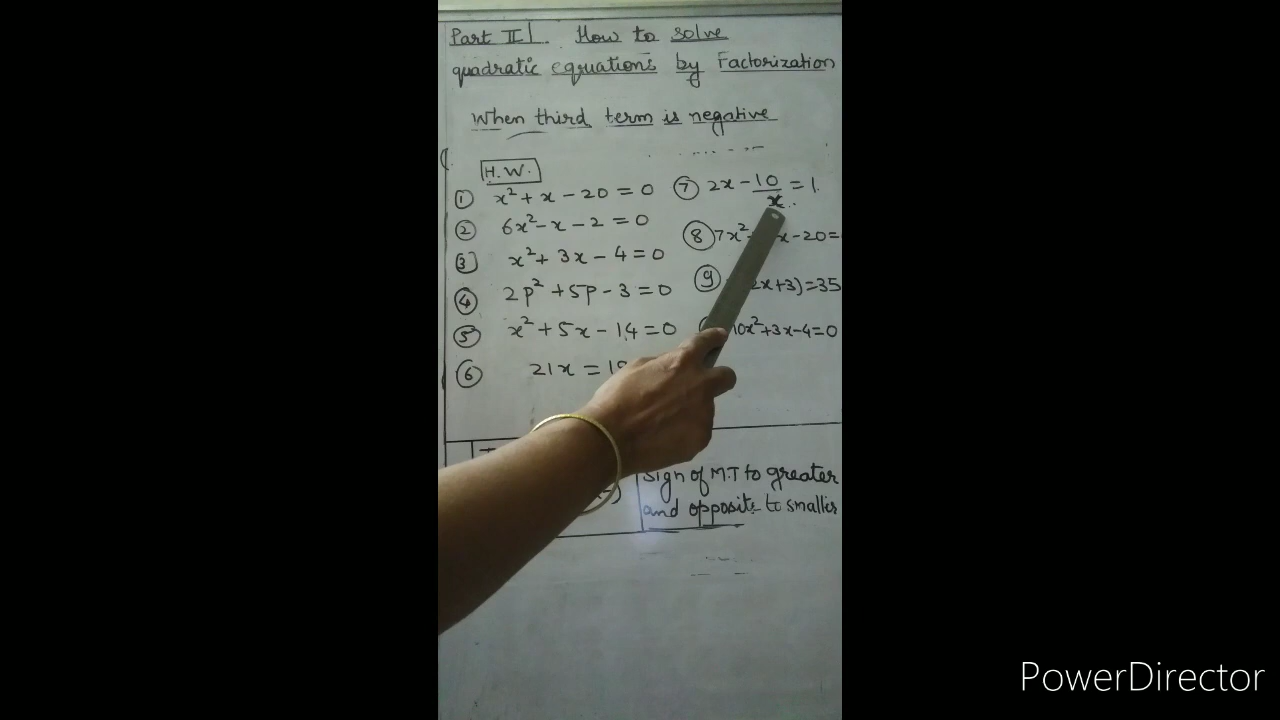 Part II How to solve
quadratic equations by Factorization
When third term is negative
H.W.
① x² + x - 20 = 0
② 6x² - x - 2 = 0
③ x² + 3x - 4 = 0
④ 2p² + 5p - 3 = 0
⑤ x² + 5x - 14 = 0
⑥ 21x =
⑦ 2x - 10/x = 1
⑧ 7x² x - 20 =
⑨ 2x + 3) = 35
10x² + 3x - 4 = 0
Sign of M.T to greater
and opposite to smaller
PowerDirector